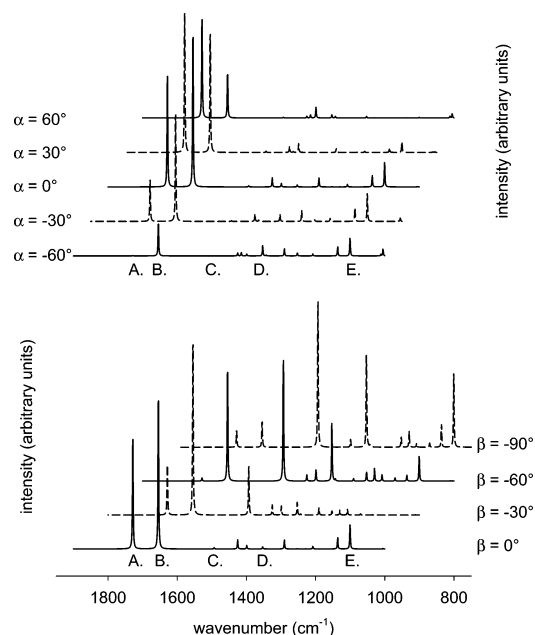 α = 60°
α = 30°
α = 0°
α = -30°
α = -60°
A. B. C. D. E.
intensity (arbitrary units)
intensity (arbitrary units)
β = -90°
β = -60°
β = -30°
β = 0°
A. B. C. D. E.
1800 1600 1400 1200 1000 800
wavenumber (cm⁻¹)